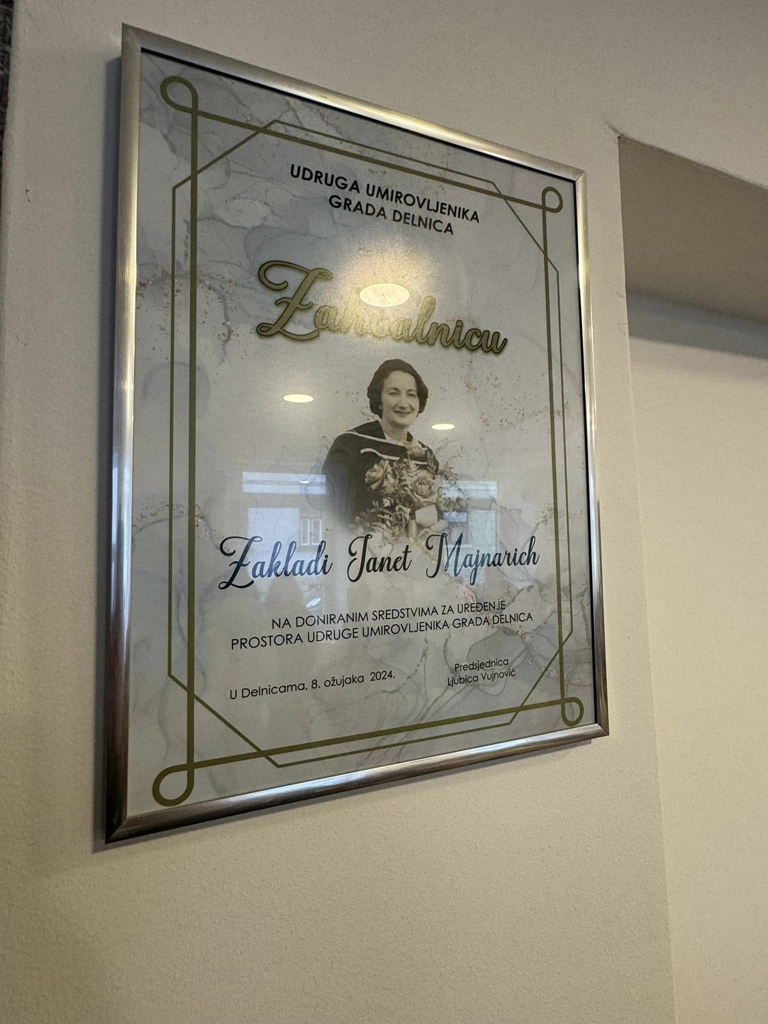 UDRUGA UMIROVLJENIKA
GRADA DELNICA
Zahvalnicu
Zakladi Janet Majnarich
NA DONIRANIM SREDSTVIMA ZA UREĐENJE
PROSTORA UDRUGE UMIROVLJENIKA GRADA DELNICA
U Delnicama, 8. ožujaka 2024.
Predsjednica
Ljubica Vujnović